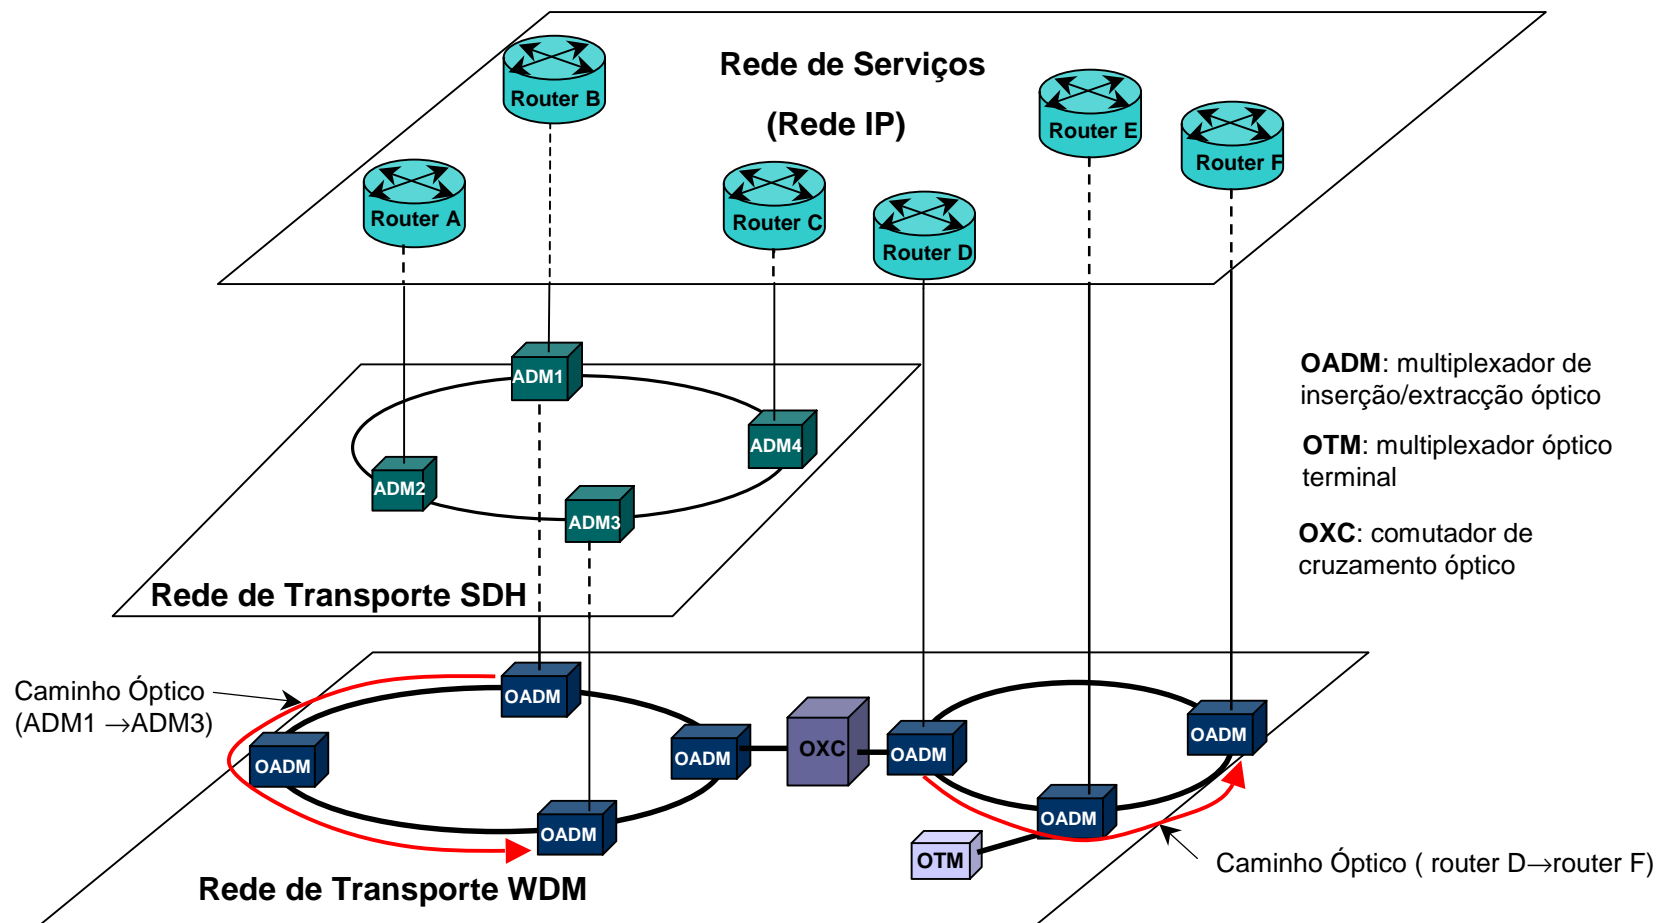 Rede de Serviços
(Rede IP)
Router B
Router E
Router F
Router A
Router C
Router D
ADM1
ADM4
ADM2
ADM3
Rede de Transporte SDH
OADM: multiplexador de
inserção/extracção óptico
OTM: multiplexador óptico
terminal
OXC: comutador de
cruzamento óptico
Caminho Óptico
(ADM1 →ADM3)
OADM
OADM
OADM
OXC
OADM
OADM
OADM
OADM
OTM
Caminho Óptico ( router D→router F)
Rede de Transporte WDM